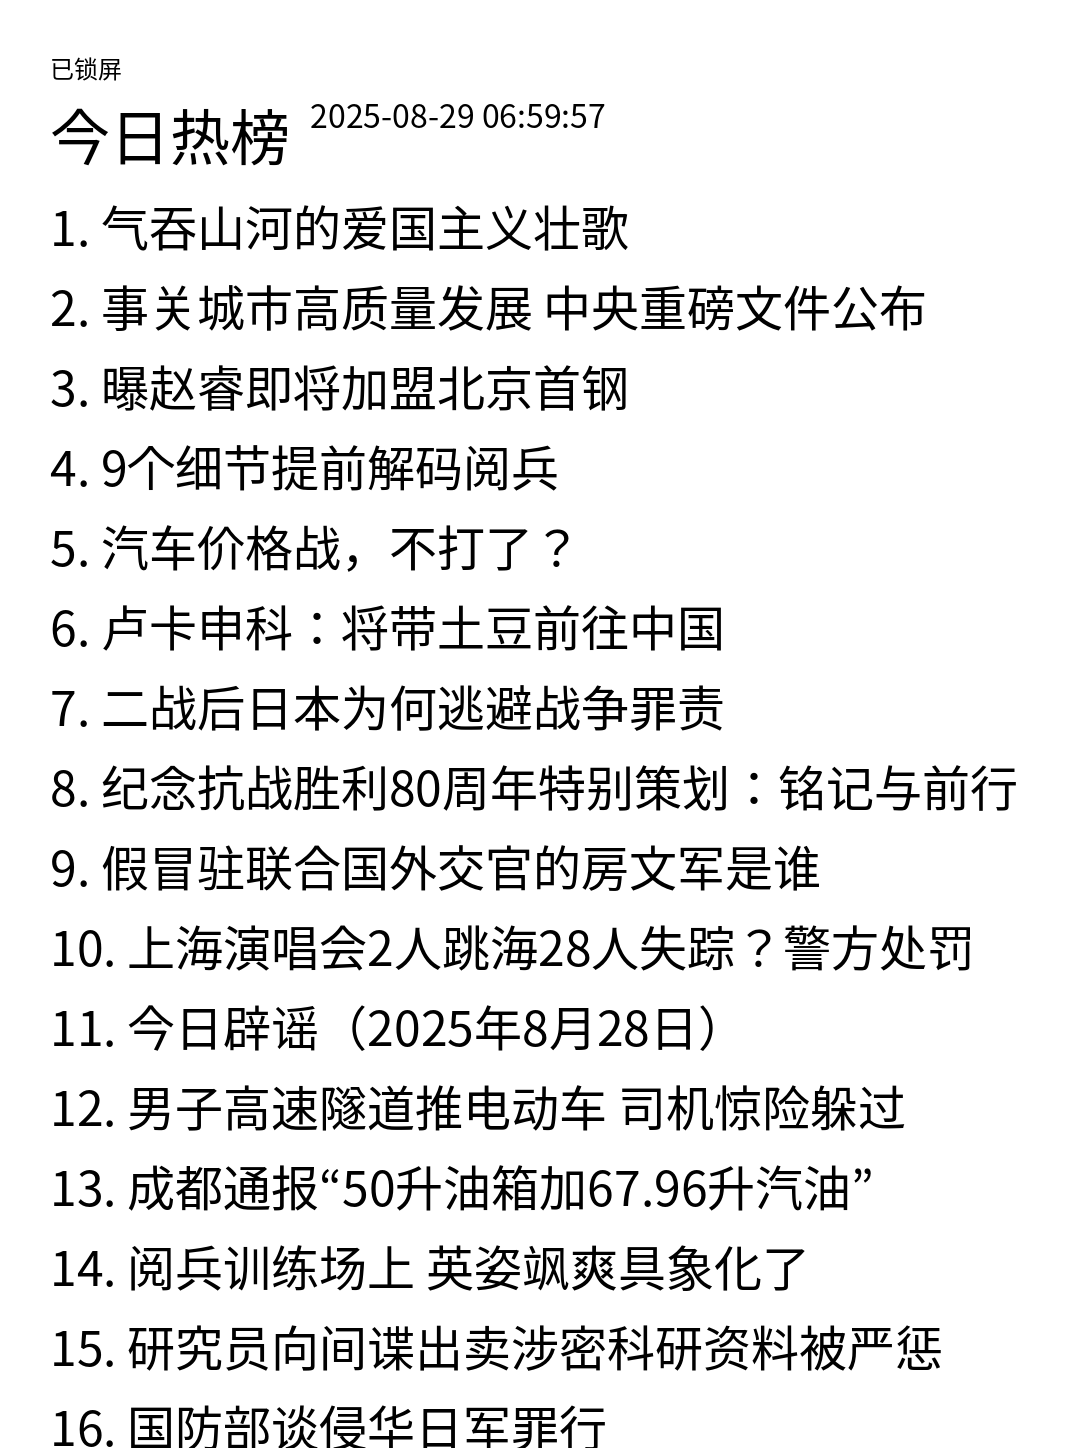 已锁屏
今日热榜 2025-08-29 06:59:57
1. 气吞山河的爱国主义壮歌
2. 事关城市高质量发展 中央重磅文件公布
3. 曝赵睿即将加盟北京首钢
4. 9个细节提前解码阅兵
5. 汽车价格战，不打了？
6. 卢卡申科：将带土豆前往中国
7. 二战后日本为何逃避战争罪责
8. 纪念抗战胜利80周年特别策划：铭记与前行
9. 假冒驻联合国外交官的房文军是谁
10. 上海演唱会2人跳海28人失踪？警方处罚
11. 今日辟谣（2025年8月28日）
12. 男子高速隧道推电动车 司机惊险躲过
13. 成都通报“50升油箱加67.96升汽油”
14. 阅兵训练场上 英姿飒爽具象化了
15. 研究员向间谍出卖涉密科研资料被严惩
16. 国防部谈侵华日军罪行